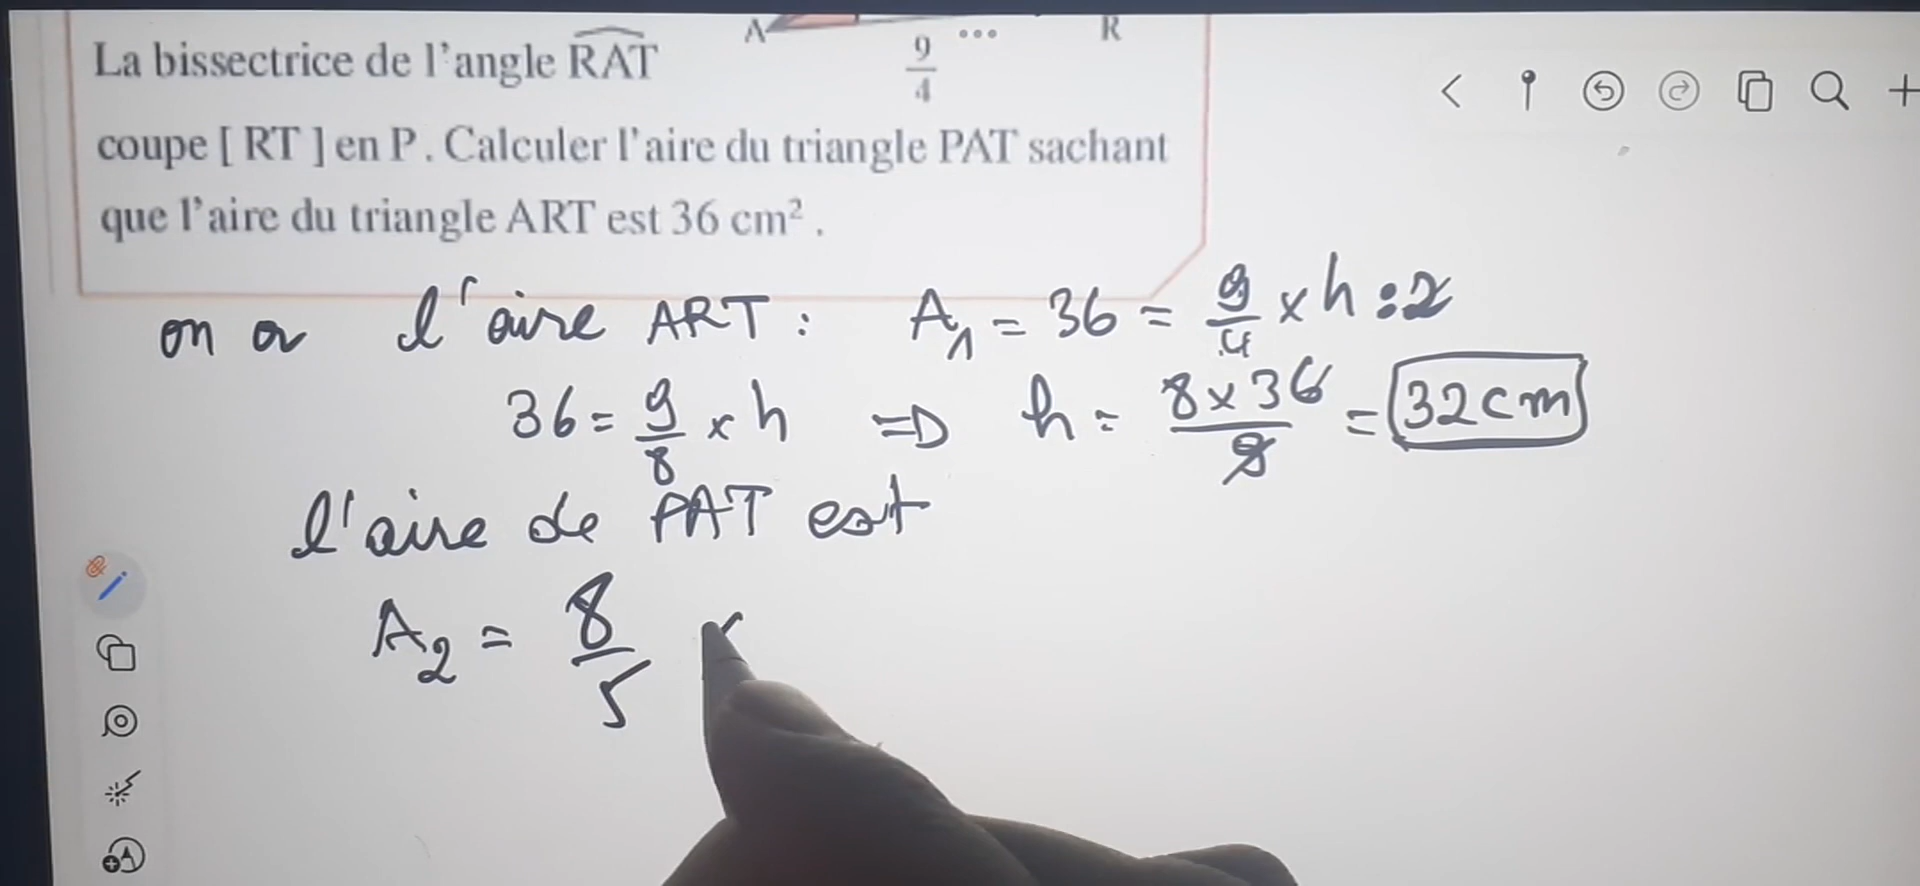 A ... R
La bissectrice de l'angle RAT 9/4
coupe [ RT ] en P . Calculer l'aire du triangle PAT sachant
que l'aire du triangle ART est 36 cm² .
on a l'aire ART : A₁ = 36 = 9/4 × h : 2
36 = 9/8 × h => h = 8 × 36 / 9 = 32 cm
l'aire de PAT est
A₂ = 8/5